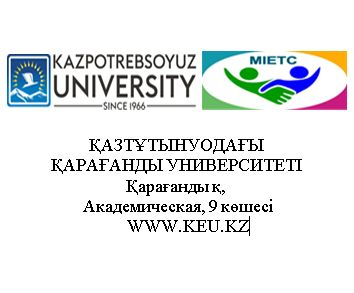 KAZPOTREBSOYUZ
UNIVERSITY
SINCE 1966
MIETC
ҚАЗТҰТЫНУОДАҒЫ
ҚАРАҒАНДЫ УНИВЕРСИТЕТІ
Қарағанды қ,
Академическая, 9 көшесі
WWW.KEU.KZ